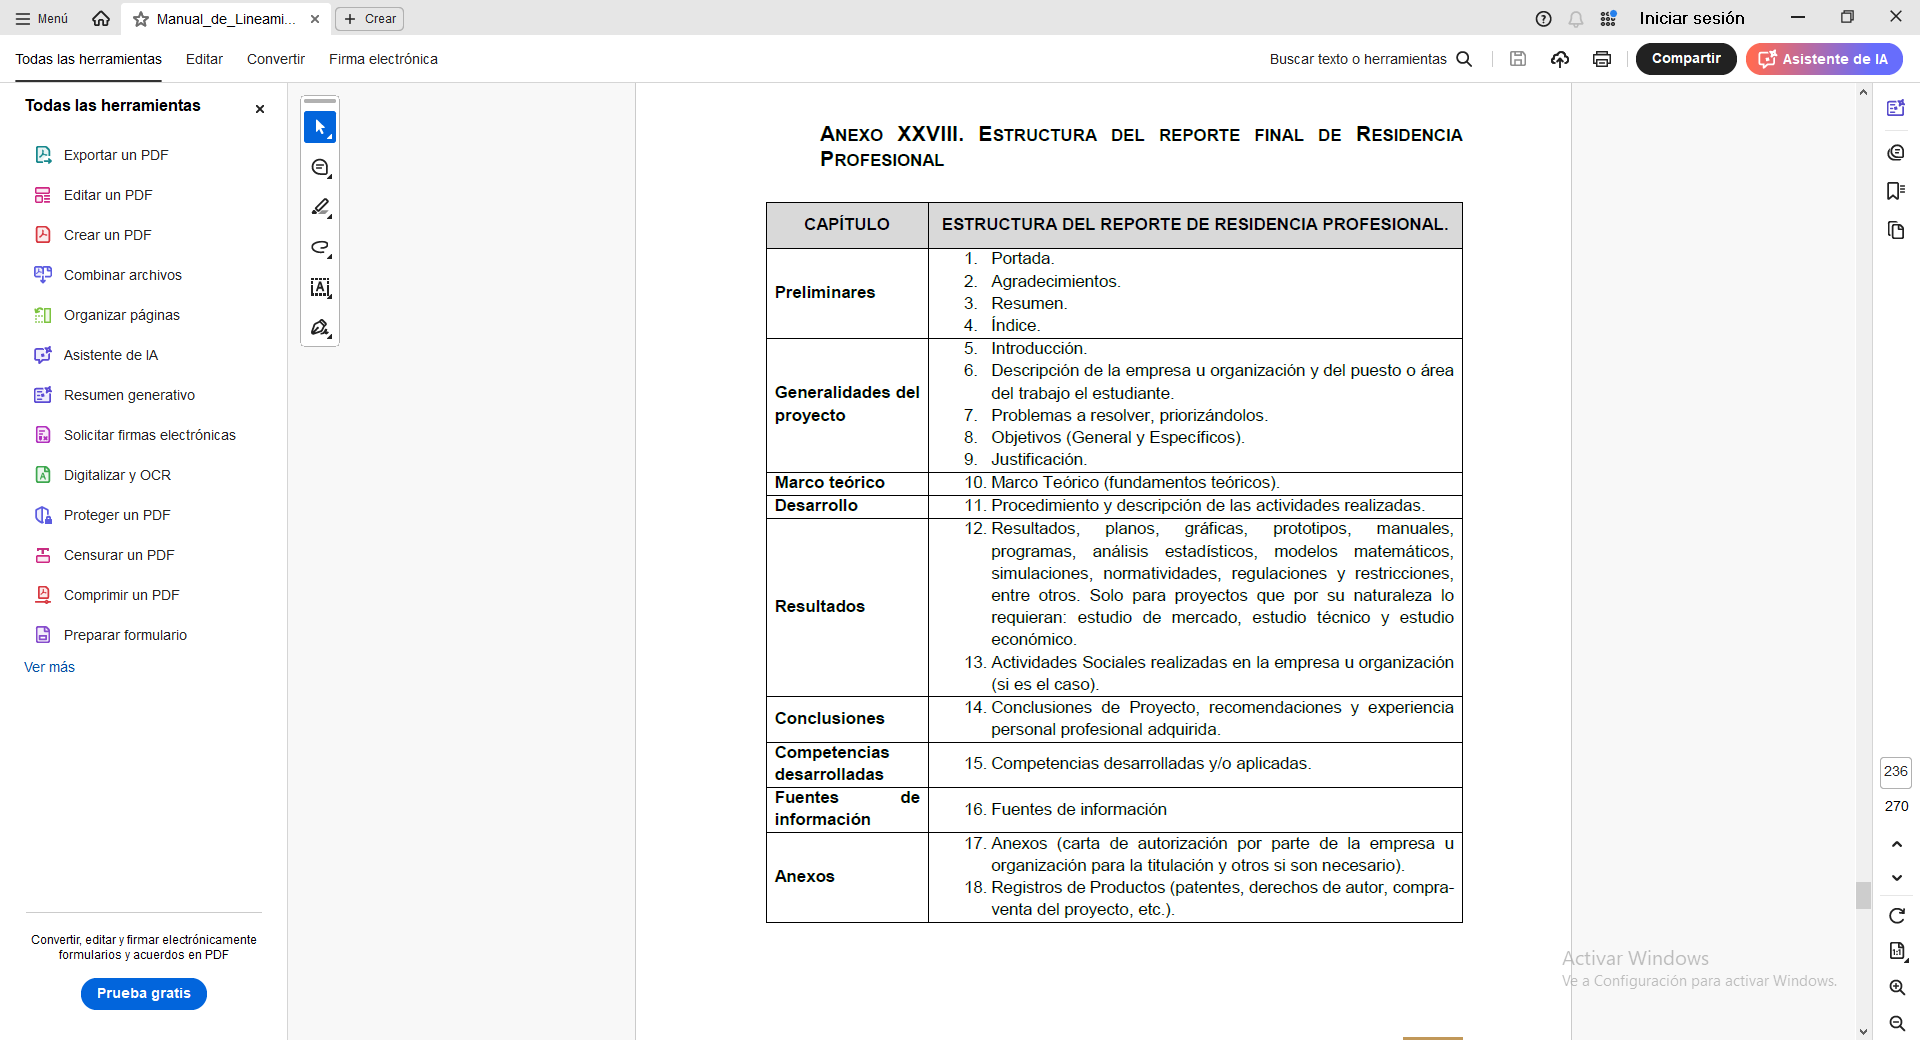 Menú
Manual_de_Lineami...
Crear
Iniciar sesión
Todas las herramientas
Editar
Convertir
Firma electrónica
Buscar texto o herramientas
Compartir
Asistente de IA
Todas las herramientas
Exportar un PDF
Editar un PDF
Crear un PDF
Combinar archivos
Organizar páginas
Asistente de IA
Resumen generativo
Solicitar firmas electrónicas
Digitalizar y OCR
Proteger un PDF
Censurar un PDF
Comprimir un PDF
Preparar formulario
Ver más
Convertir, editar y firmar electrónicamente
formularios y acuerdos en PDF
Prueba gratis
ANEXO XXVIII. ESTRUCTURA DEL REPORTE FINAL DE RESIDENCIA
PROFESIONAL
CAPÍTULO
ESTRUCTURA DEL REPORTE DE RESIDENCIA PROFESIONAL.
Preliminares
1. Portada.
2. Agradecimientos.
3. Resumen.
4. Índice.
Generalidades del
proyecto
5. Introducción.
6. Descripción de la empresa u organización y del puesto o área
del trabajo el estudiante.
7. Problemas a resolver, priorizándolos.
8. Objetivos (General y Específicos).
9. Justificación.
Marco teórico
10. Marco Teórico (fundamentos teóricos).
Desarrollo
11. Procedimiento y descripción de las actividades realizadas.
Resultados
12. Resultados, planos, gráficas, prototipos, manuales,
programas, análisis estadísticos, modelos matemáticos,
simulaciones, normatividades, regulaciones y restricciones,
entre otros. Solo para proyectos que por su naturaleza lo
requieran: estudio de mercado, estudio técnico y estudio
económico.
13. Actividades Sociales realizadas en la empresa u organización
(si es el caso).
Conclusiones
14. Conclusiones de Proyecto, recomendaciones y experiencia
personal profesional adquirida.
Competencias
desarrolladas
15. Competencias desarrolladas y/o aplicadas.
Fuentes de
información
16. Fuentes de información
Anexos
17. Anexos (carta de autorización por parte de la empresa u
organización para la titulación y otros si son necesario).
18. Registros de Productos (patentes, derechos de autor, compra-
venta del proyecto, etc.).
236
270
1:1
Activar Windows
Ve a Configuración para activar Windows.